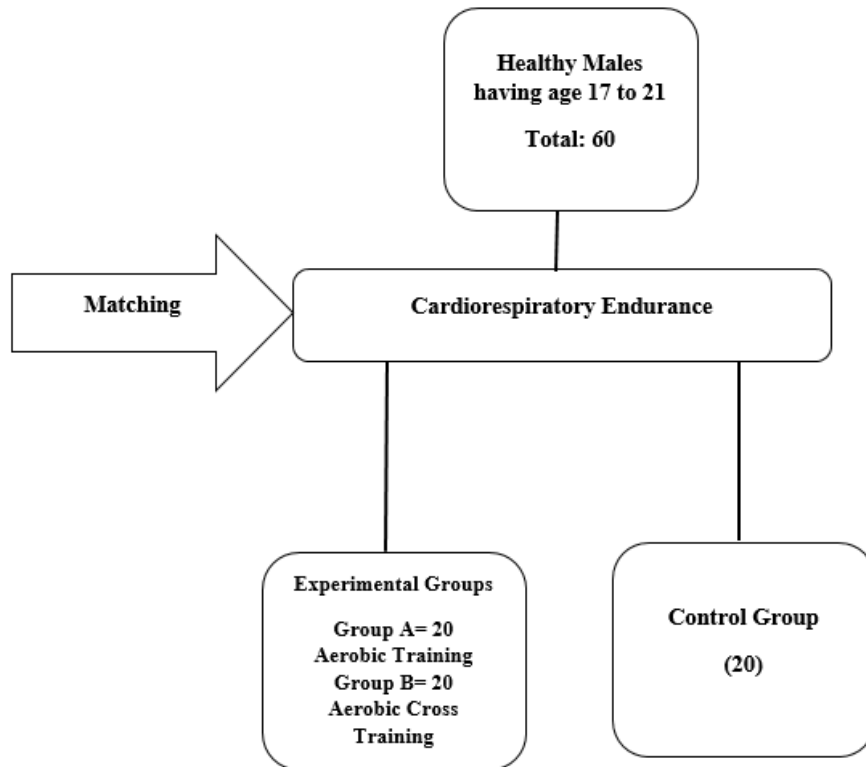 Healthy Males
having age 17 to 21
Total: 60
Matching
Cardiorespiratory Endurance
Experimental Groups
Group A= 20
Aerobic Training
Group B= 20
Aerobic Cross
Training
Control Group
(20)